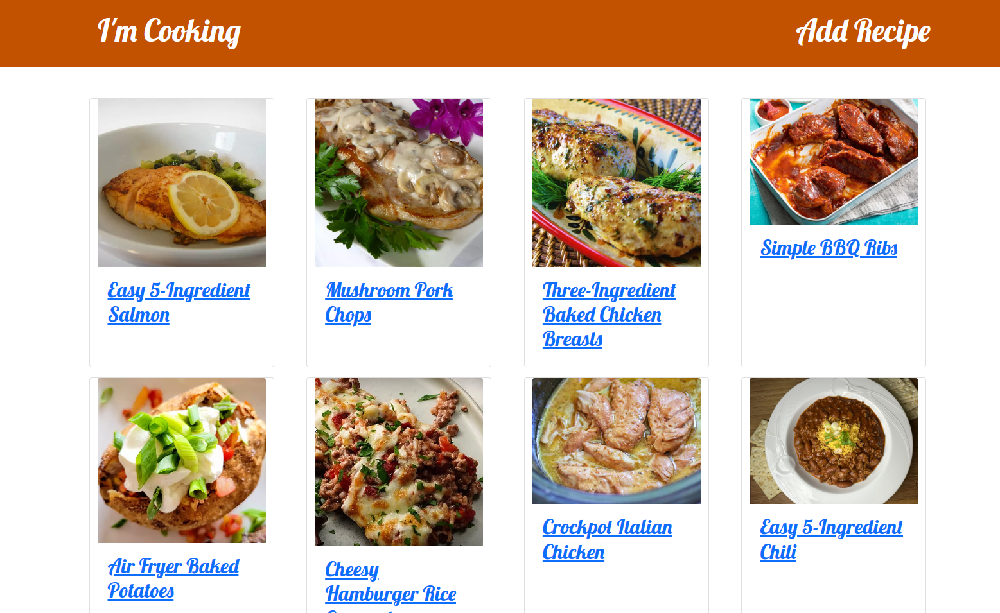 I'm Cooking
Add Recipe
Easy 5-Ingredient
Salmon
Mushroom Pork
Chops
Three-Ingredient
Baked Chicken
Breasts
Simple BBQ Ribs
Air Fryer Baked
Potatoes
Cheesy
Hamburger Rice
Crockpot Italian
Chicken
Easy 5-Ingredient
Chili